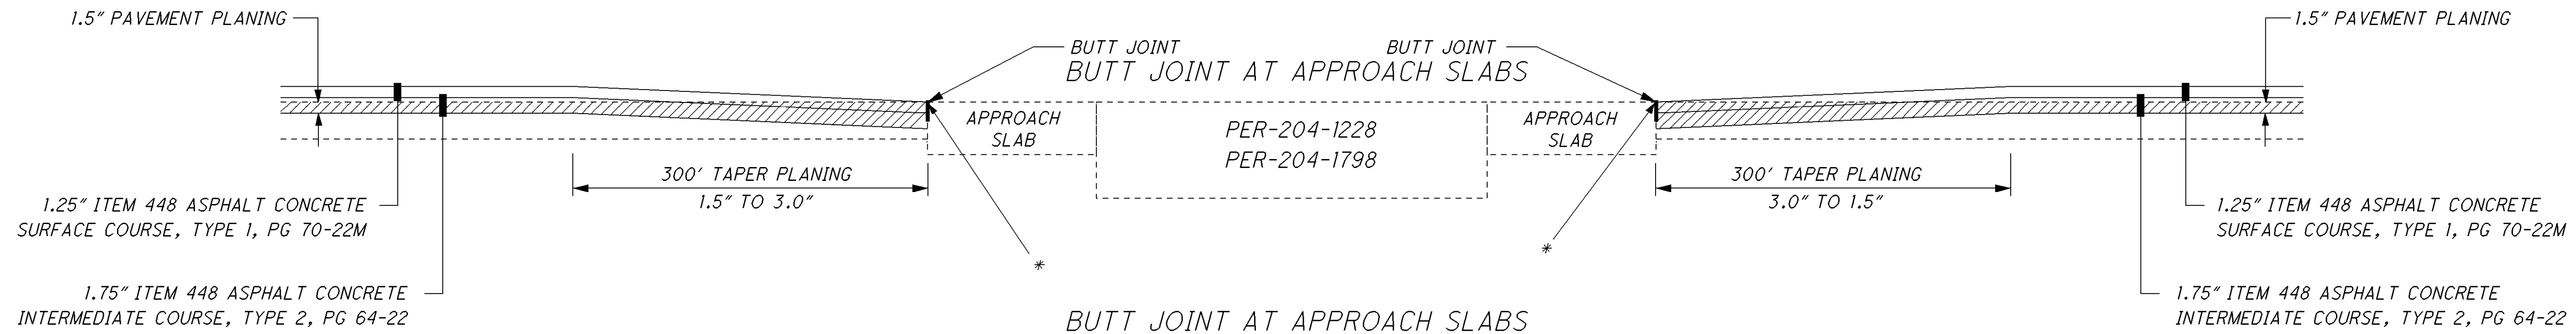 1.5" PAVEMENT PLANING
BUTT JOINT
BUTT JOINT
1.5" PAVEMENT PLANING
BUTT JOINT AT APPROACH SLABS
APPROACH
SLAB
PER-204-1228
PER-204-1798
APPROACH
SLAB
300' TAPER PLANING
1.5" TO 3.0"
300' TAPER PLANING
3.0" TO 1.5"
1.25" ITEM 448 ASPHALT CONCRETE
SURFACE COURSE, TYPE 1, PG 70-22M
1.25" ITEM 448 ASPHALT CONCRETE
SURFACE COURSE, TYPE 1, PG 70-22M
*
*
1.75" ITEM 448 ASPHALT CONCRETE
INTERMEDIATE COURSE, TYPE 2, PG 64-22
1.75" ITEM 448 ASPHALT CONCRETE
INTERMEDIATE COURSE, TYPE 2, PG 64-22
BUTT JOINT AT APPROACH SLABS